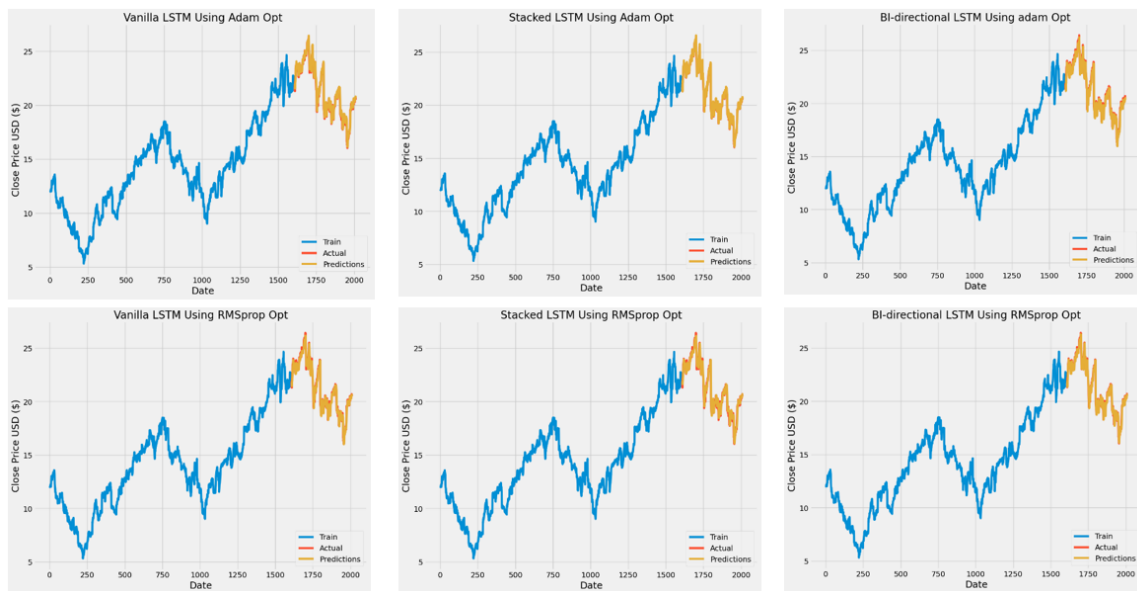 Vanilla LSTM Using Adam Opt
Close Price USD ($)
25
20
15
10
5
Train
Actual
Predictions
0 250 500 750 1000 1250 1500 1750 2000
Date
Stacked LSTM Using Adam Opt
Close Price USD ($)
25
20
15
10
5
Train
Actual
Predictions
0 250 500 750 1000 1250 1500 1750 2000
Date
BI-directional LSTM Using adam Opt
Close Price USD ($)
25
20
15
10
5
Train
Actual
Predictions
0 250 500 750 1000 1250 1500 1750 2000
Date
Vanilla LSTM Using RMSprop Opt
Close Price USD ($)
25
20
15
10
5
Train
Actual
Predictions
0 250 500 750 1000 1250 1500 1750 2000
Date
Stacked LSTM Using RMSprop Opt
Close Price USD ($)
25
20
15
10
5
Train
Actual
Predictions
0 250 500 750 1000 1250 1500 1750 2000
Date
BI-directional LSTM Using RMSprop Opt
Close Price USD ($)
25
20
15
10
5
Train
Actual
Predictions
0 250 500 750 1000 1250 1500 1750 2000
Date